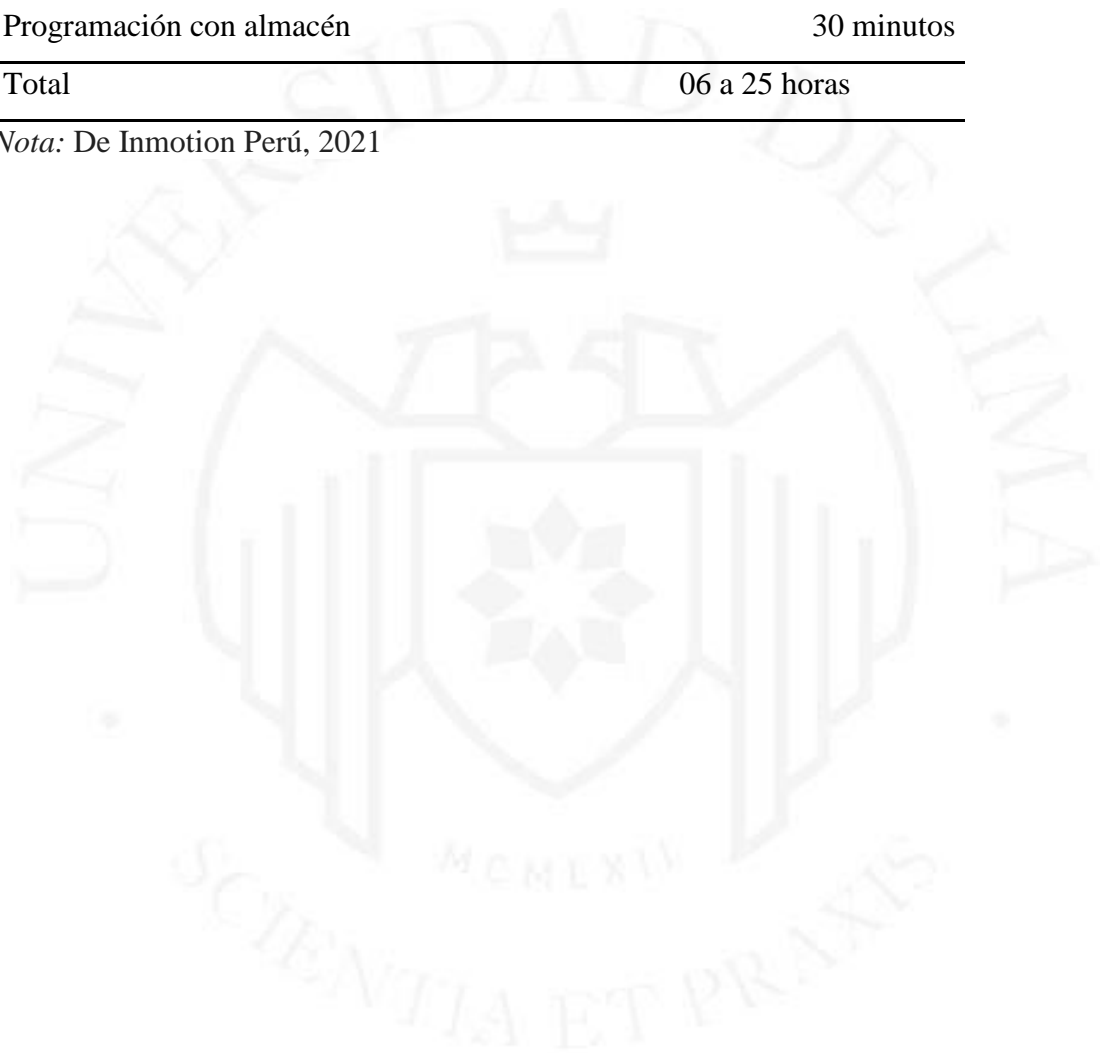 Programación con almacén 30 minutos
Total 06 a 25 horas
Nota: De Inmotion Perú, 2021
UNIVERSIDAD DE LIMA
MCMLXII
SCIENTIA ET PRAXIS